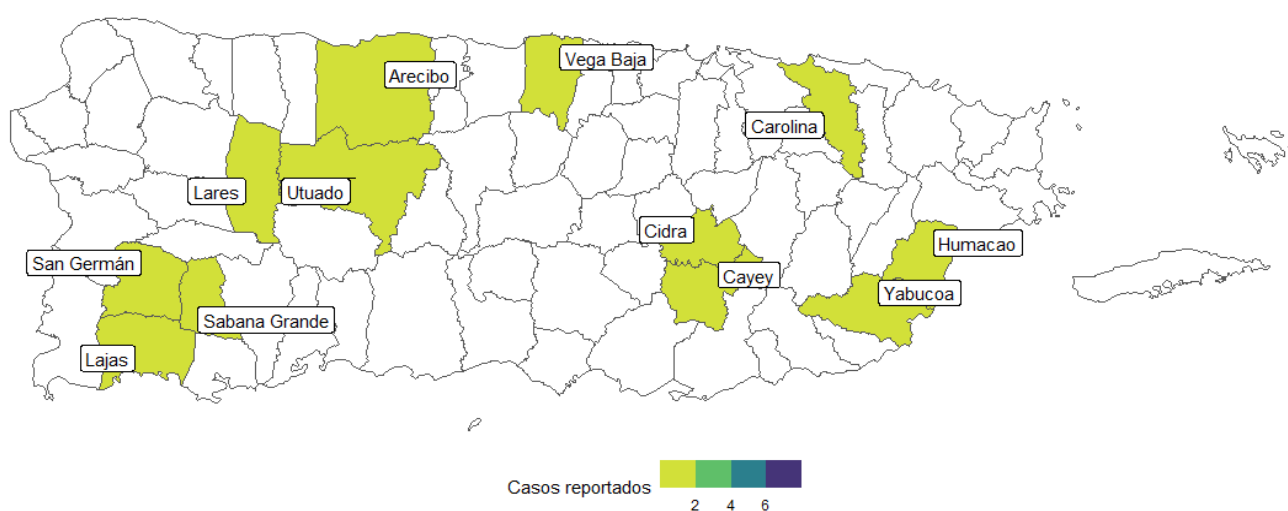 Vega Baja
Arecibo
Carolina
Lares
Utuado
Cidra
Humacao
San Germán
Cayey
Yabucoa
Sabana Grande
Lajas
Casos reportados
2 4 6